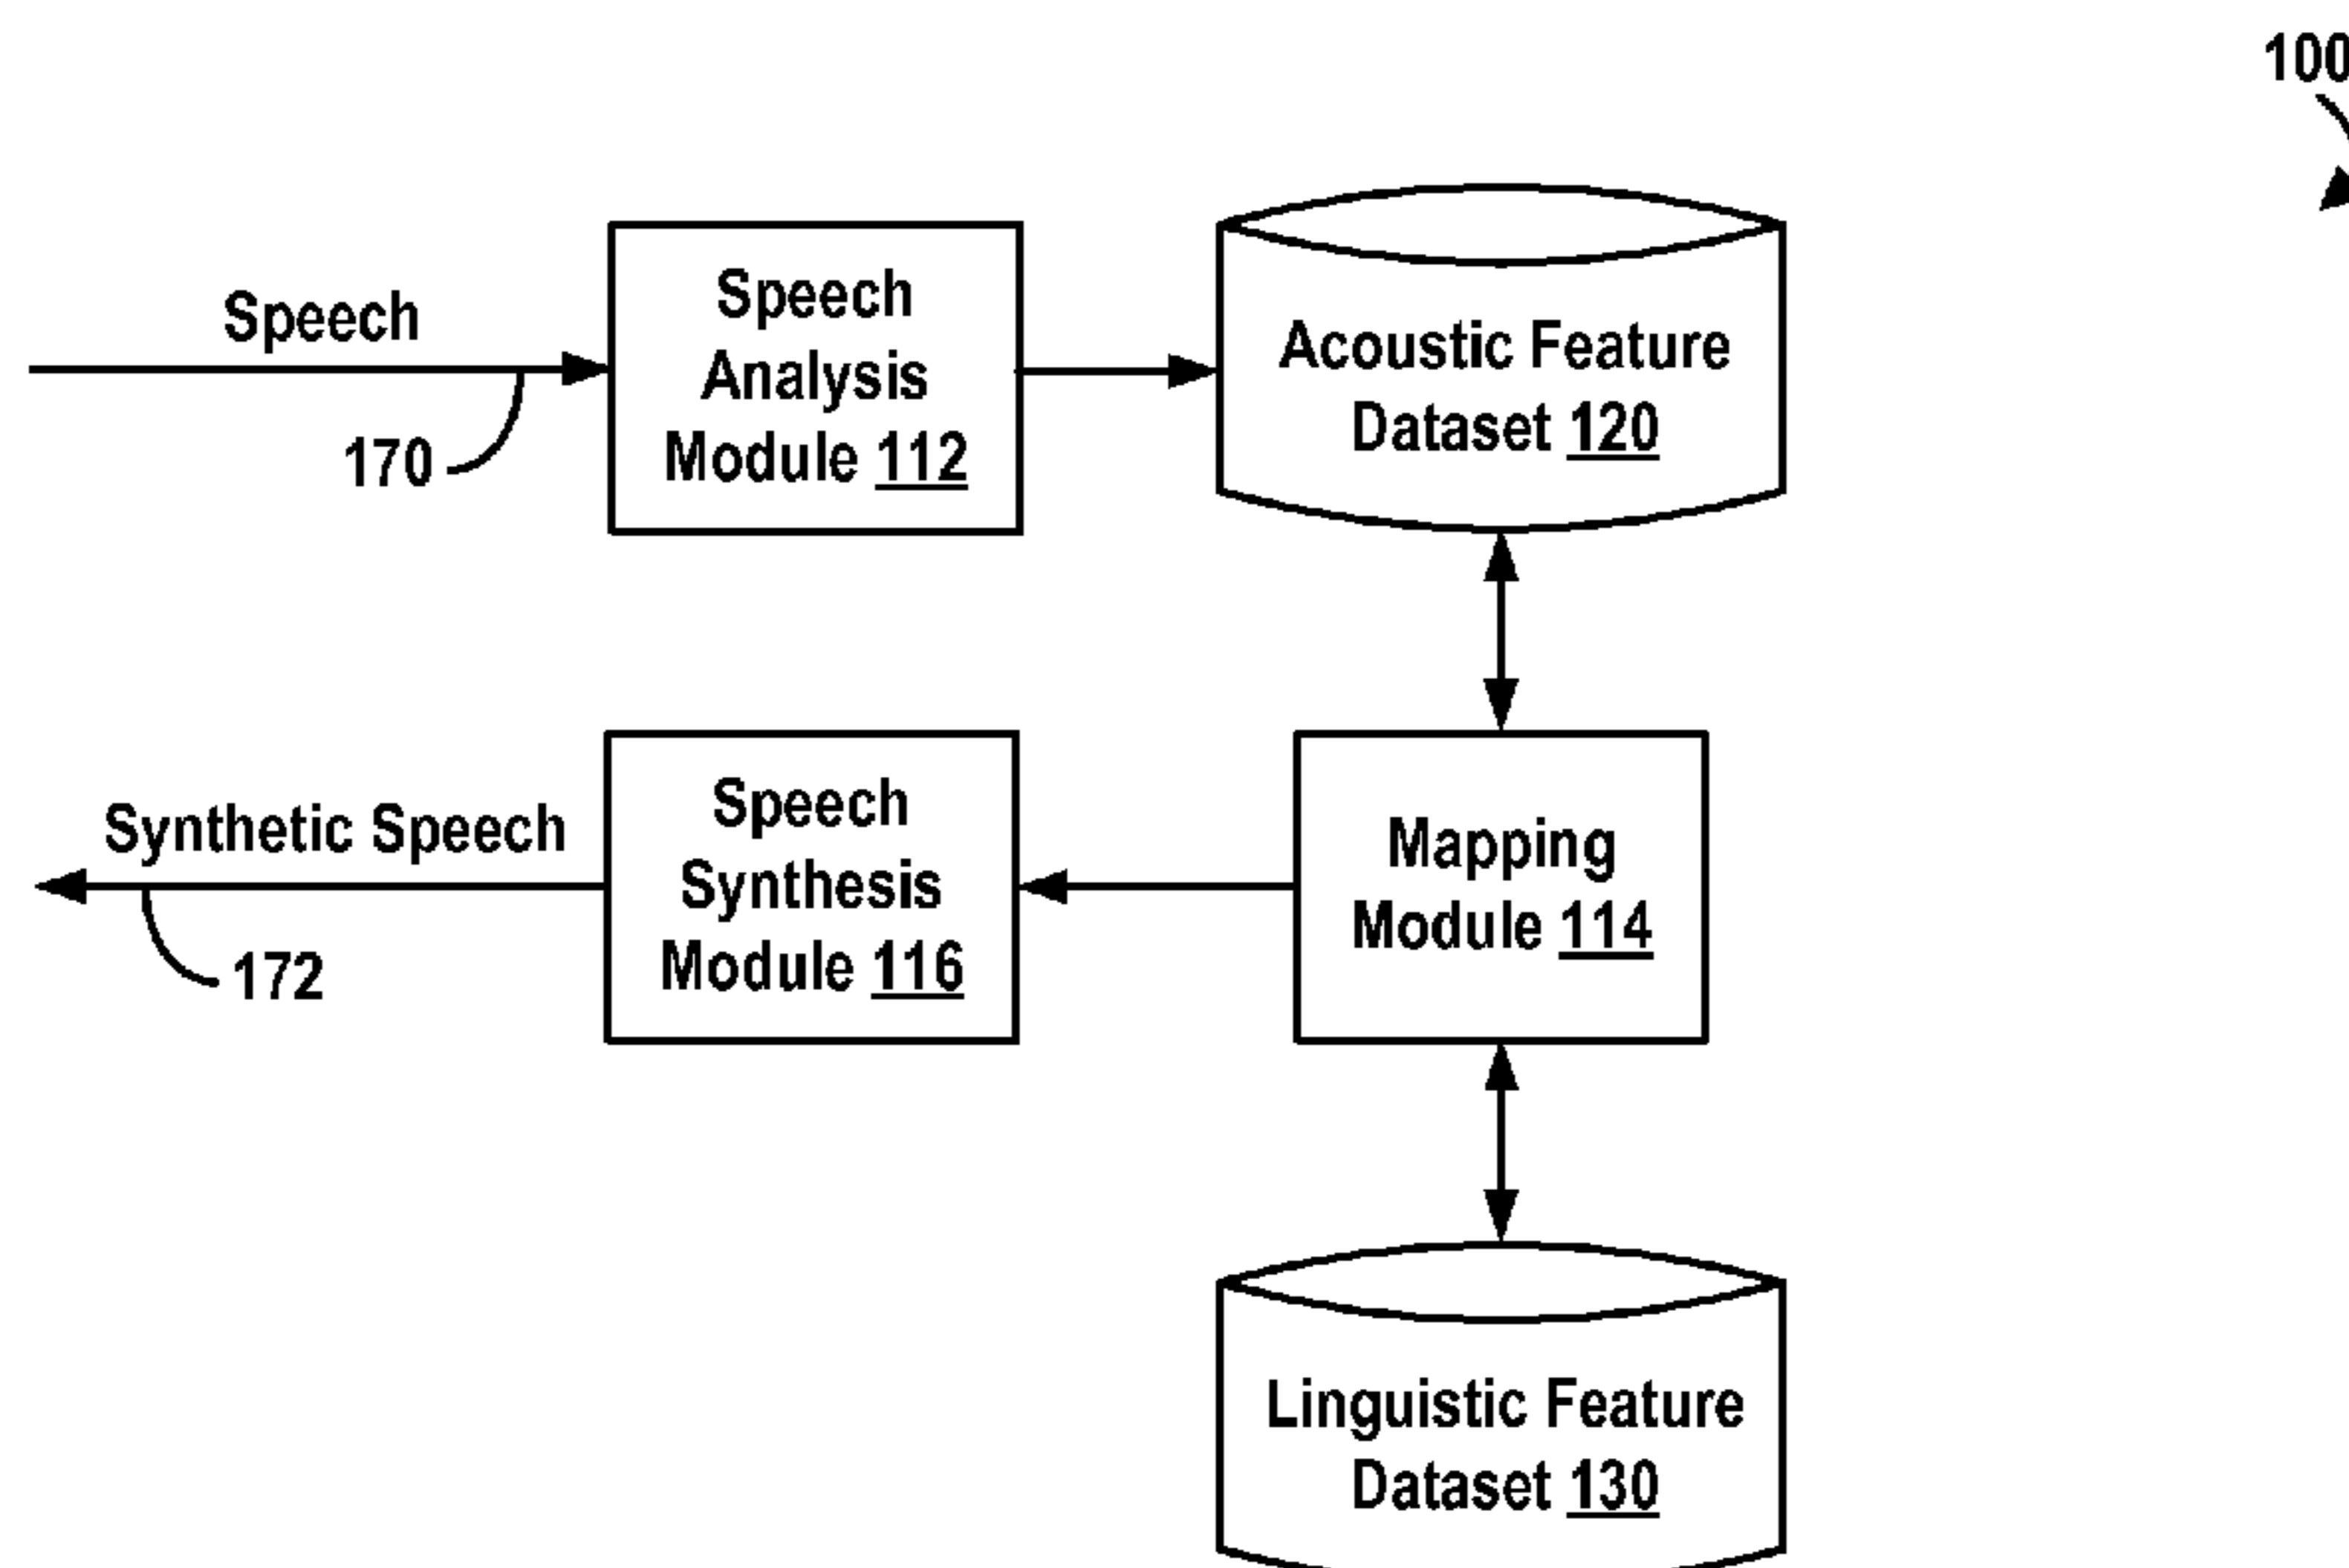 100
Speech
170
Speech
Analysis
Module 112
Acoustic Feature
Dataset 120
Synthetic Speech
172
Speech
Synthesis
Module 116
Mapping
Module 114
Linguistic Feature
Dataset 130